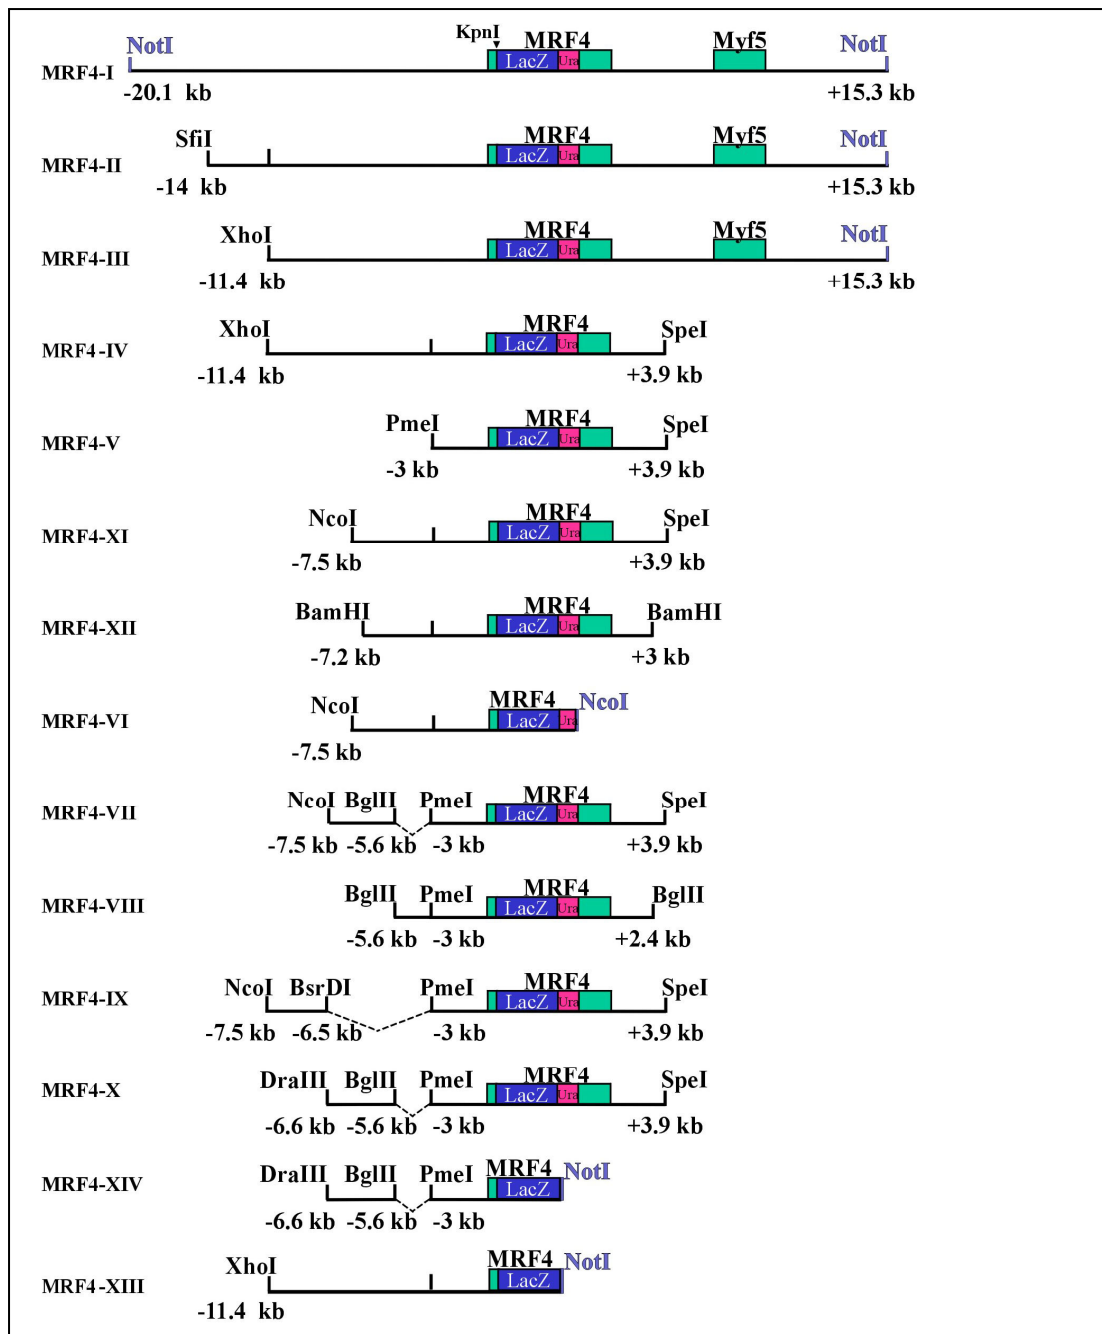 KpnI
NotI MRF4 Myf5 NotI
MRF4-I LacZ Ura
-20.1 kb +15.3 kb
SfiI MRF4 Myf5 NotI
MRF4-II LacZ Ura
-14 kb +15.3 kb
XhoI MRF4 Myf5 NotI
MRF4-III LacZ Ura
-11.4 kb +15.3 kb
XhoI MRF4 SpeI
MRF4-IV LacZ Ura
-11.4 kb +3.9 kb
PmeI MRF4 SpeI
MRF4-V LacZ Ura
-3 kb +3.9 kb
NcoI MRF4 SpeI
MRF4-XI LacZ Ura
-7.5 kb +3.9 kb
BamHI MRF4 BamHI
MRF4-XII LacZ Ura
-7.2 kb +3 kb
NcoI MRF4 NcoI
MRF4-VI LacZ Ura
-7.5 kb
NcoI BglII PmeI MRF4 SpeI
MRF4-VII LacZ Ura
-7.5 kb -5.6 kb -3 kb +3.9 kb
BglII PmeI MRF4 BglII
MRF4-VIII LacZ Ura
-5.6 kb -3 kb +2.4 kb
NcoI BsrDI PmeI MRF4 SpeI
MRF4-IX LacZ Ura
-7.5 kb -6.5 kb -3 kb +3.9 kb
DraIII BglII PmeI MRF4 SpeI
MRF4-X LacZ Ura
-6.6 kb -5.6 kb -3 kb +3.9 kb
DraIII BglII PmeI MRF4 NotI
MRF4-XIV LacZ
-6.6 kb -5.6 kb -3 kb
XhoI MRF4 NotI
MRF4-XIII LacZ
-11.4 kb